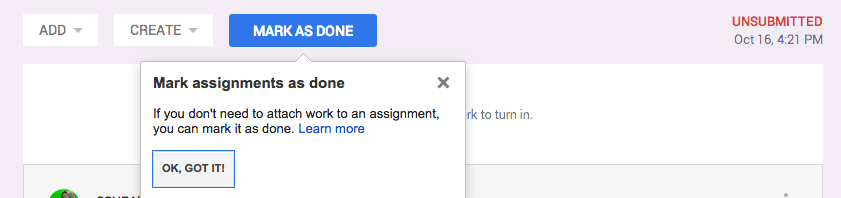 ADD CREATE MARK AS DONE UNSUBMITTED
Oct 16, 4:21 PM
Mark assignments as done
If you don't need to attach work to an assignment,
you can mark it as done. Learn more
to turn in.
OK, GOT IT!